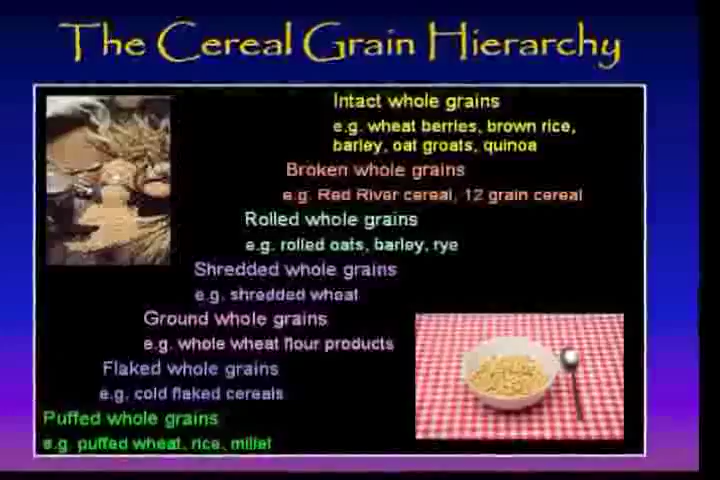 The Cereal Grain Hierarchy
Intact whole grains
e.g. wheat berries, brown rice,
barley, oat groats, quinoa
Broken whole grains
e.g. Red River cereal, 12 grain cereal
Rolled whole grains
e.g. rolled oats, barley, rye
Shredded whole grains
e.g. shredded wheat
Ground whole grains
e.g. whole wheat flour products
Flaked whole grains
e.g. cold flaked cereals
Puffed whole grains
e.g. puffed wheat, rice, millet